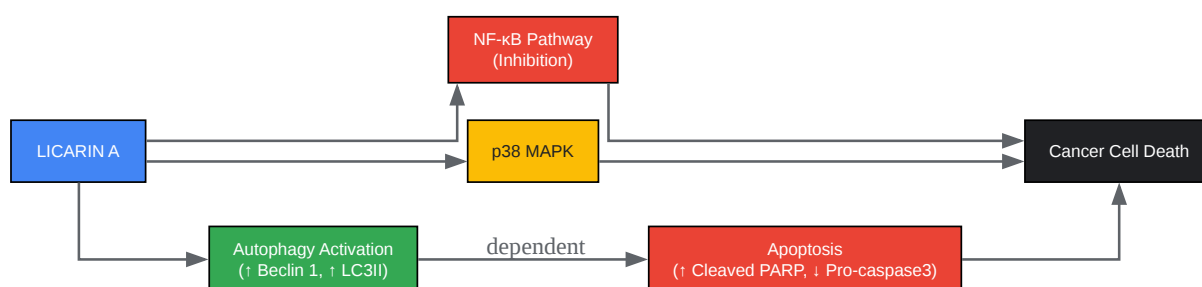 NF-κB Pathway
(Inhibition)
LICARIN A
p38 MAPK
Cancer Cell Death
Autophagy Activation
(↑ Beclin 1, ↑ LC3II)
dependent
Apoptosis
(↑ Cleaved PARP, ↓ Pro-caspase3)